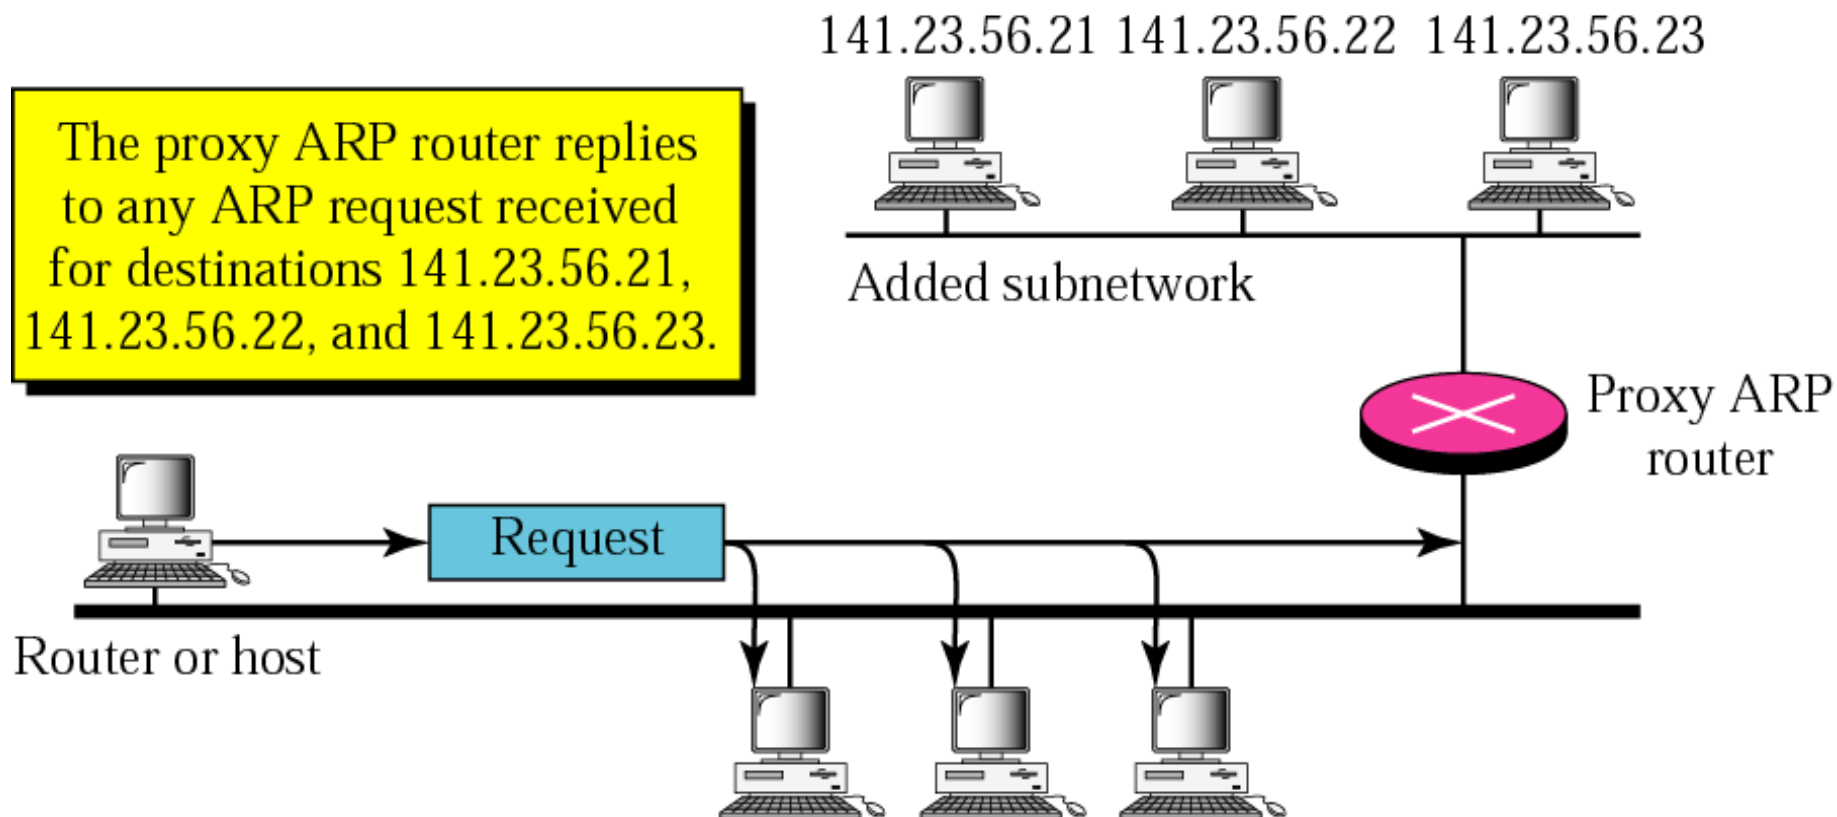 141.23.56.21 141.23.56.22 141.23.56.23
The proxy ARP router replies
to any ARP request received
for destinations 141.23.56.21,
141.23.56.22, and 141.23.56.23.
Added subnetwork
Proxy ARP
router
Request
Router or host